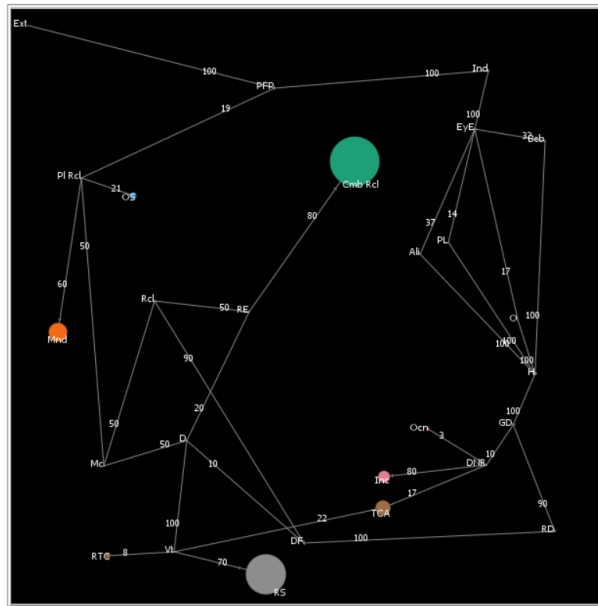 Ext
Ind
100
100
PFP
19
100
EyE
32
Deb
Pl Rcl
21
OS
Cmb Rcl
80
14
37
PL
Ali
50
60
17
Rcl
50
RE
O
100
Mnd
90
100
100
100
H
20
50
GD
100
Ocn
3
D
50
Mc
10
DHR
10
80
Inc
17
TCA
90
22
100
DF
100
RD
RTC
8
Vt
70
RS